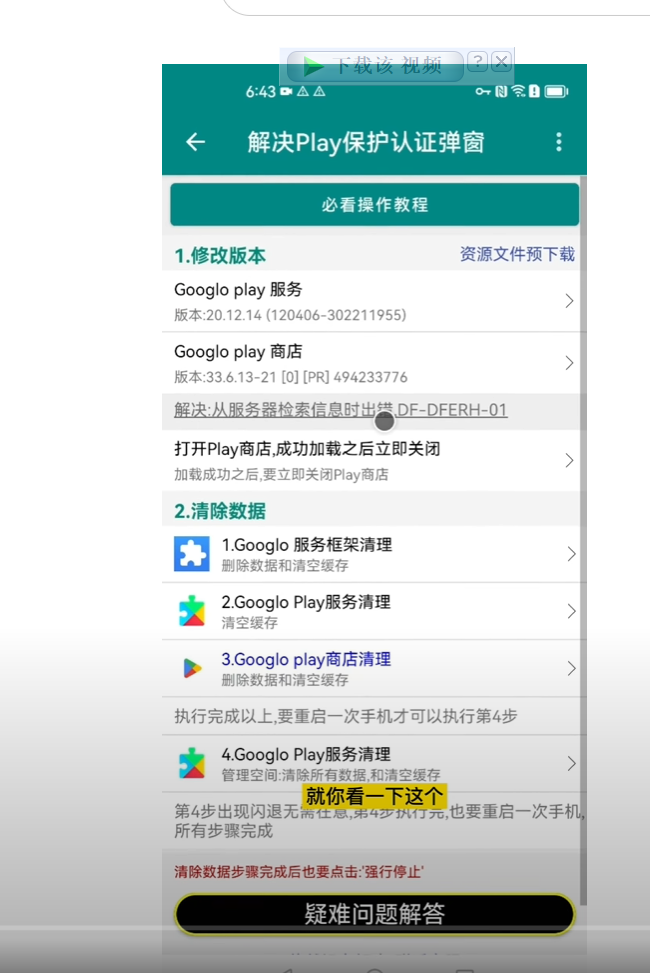 下载该 视频
?
6:43
解决Play保护认证弹窗
必看操作教程
1.修改版本
资源文件预下载
Googlo play 服务
版本:20.12.14 (120406-302211955)
Googlo play 商店
版本:33.6.13-21 [0] [PR] 494233776
解决:从服务器检索信息时出错,DF-DFERH-01
打开Play商店,成功加载之后立即关闭
加载成功之后,要立即关闭Play商店
2.清除数据
1.Googlo 服务框架清理
删除数据和清空缓存
2.Googlo Play服务清理
清空缓存
3.Googlo play商店清理
删除数据和清空缓存
执行完成以上,要重启一次手机才可以执行第4步
4.Googlo Play服务清理
管理空间:清除所有数据,和清空缓存
就你看一下这个
第4步出现闪退无需在意,第4步执行完,也要重启一次手机,
所有步骤完成
清除数据步骤完成后也要点击:'强行停止'
疑难问题解答